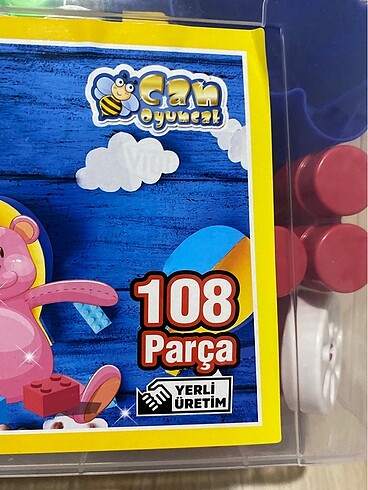 Can
Oyuncak
108
Parça
YERLİ
ÜRETİM